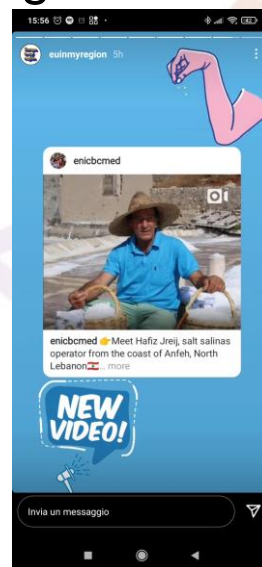 15:56
euinmyregion 5h
enicbcmed
enicbcmed 👉Meet Hafiz Jreij, salt salinas
operator from the coast of Anfeh, North
Lebanon🇱🇧... more
NEW
VIDEO!
Invia un messaggio